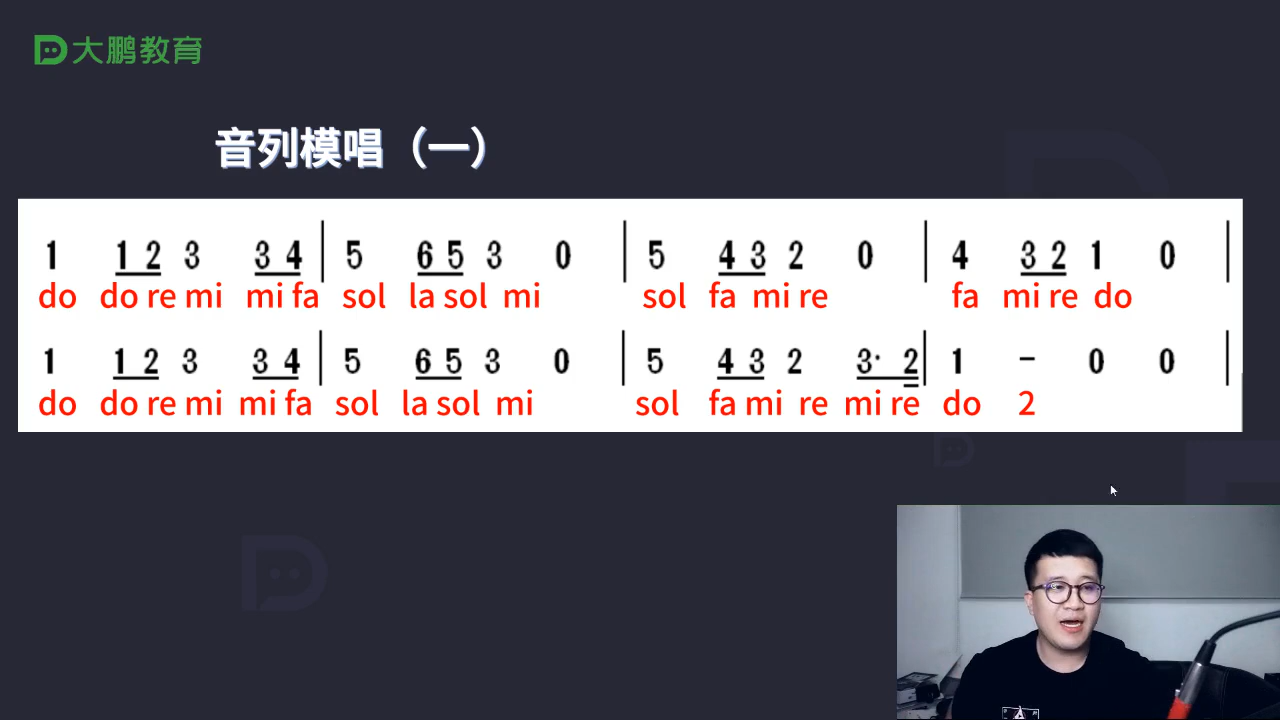 大鹏教育
音列模唱（一）
1 1 2 3 3 4 | 5 6 5 3 0 | 5 4 3 2 0 | 4 3 2 1 0 |
do do re mi mi fa sol la sol mi sol fa mi re fa mi re do
1 1 2 3 3 4 | 5 6 5 3 0 | 5 4 3 2 3· 2 | 1 – 0 0 |
do do re mi mi fa sol la sol mi sol fa mi re mi re do 2